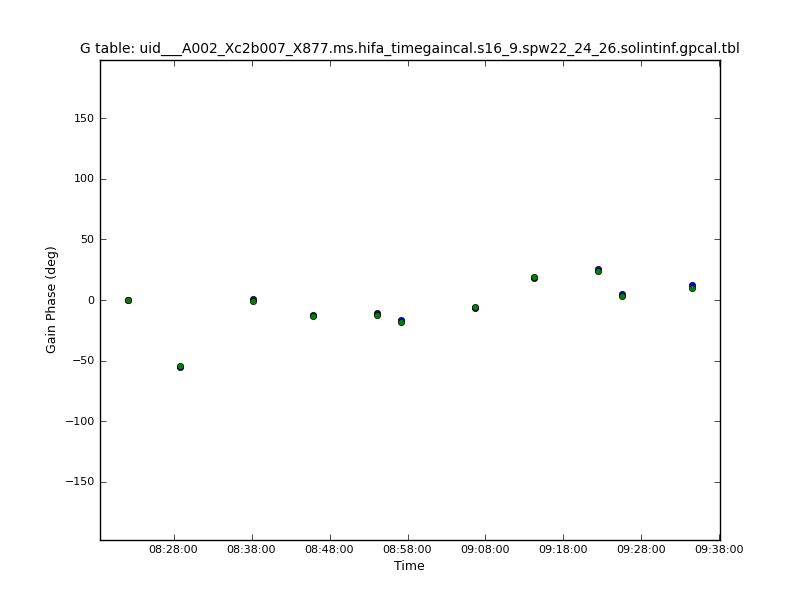 G table: uid___A002_Xc2b007_X877.ms.hifa_timegaincal.s16_9.spw22_24_26.solintinf.gpcal.tbl
150
100
50
0
−50
−100
−150
Gain Phase (deg)
08:28:00 08:38:00 08:48:00 08:58:00 09:08:00 09:18:00 09:28:00 09:38:00
Time